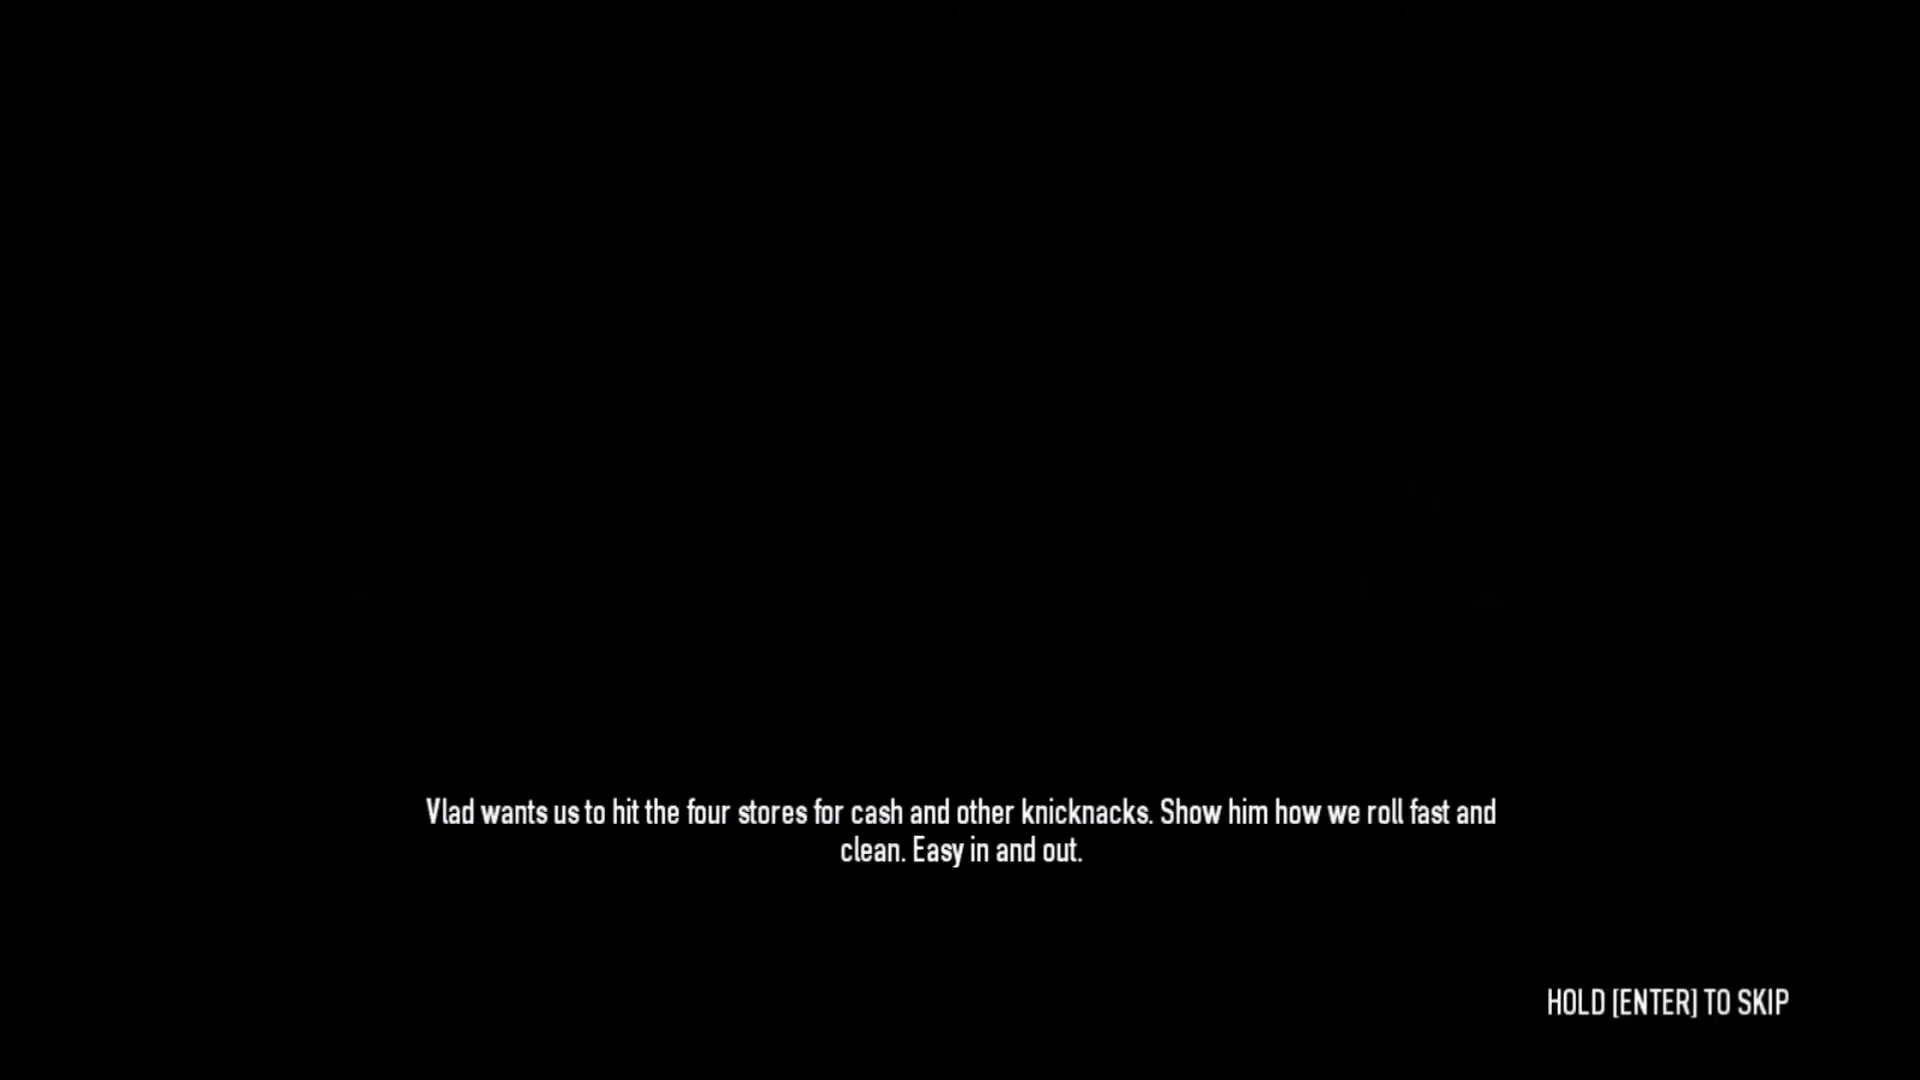 Vlad wants us to hit the four stores for cash and other knicknacks. Show him how we roll fast and
clean. Easy in and out.
HOLD [ENTER] TO SKIP